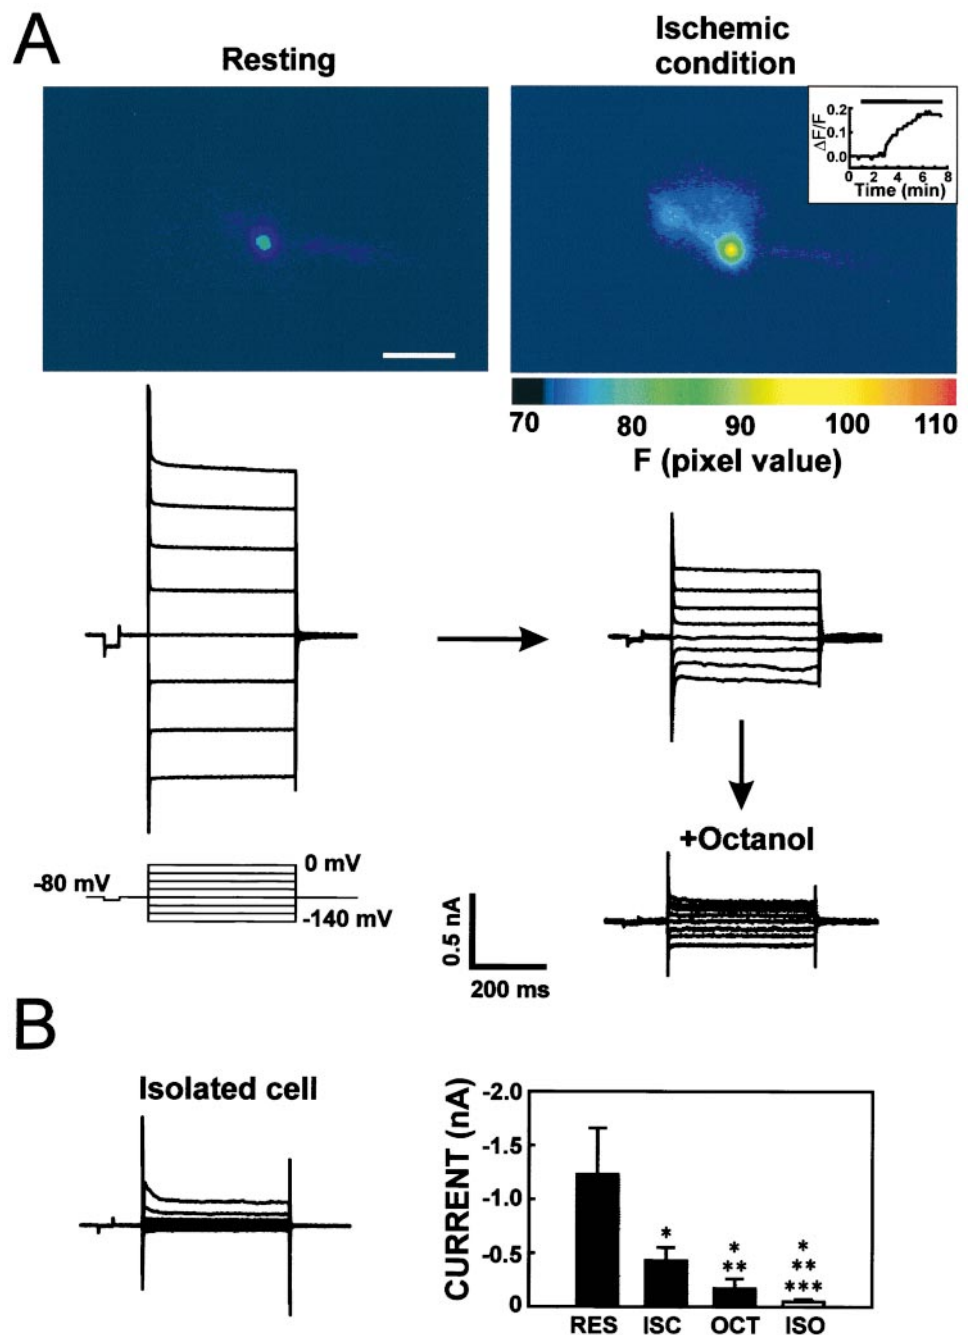 A
Resting
Ischemic
condition
ΔF/F
0.2
0.1
0.0
0 2 4 6 8
Time (min)
70 80 90 100 110
F (pixel value)
+Octanol
0 mV
-80 mV
-140 mV
0.5 nA
200 ms
B
Isolated cell
CURRENT (nA)
-2.0
-1.5
-1.0
-0.5
0
*
*
**
*
**
***
RES ISC OCT ISO